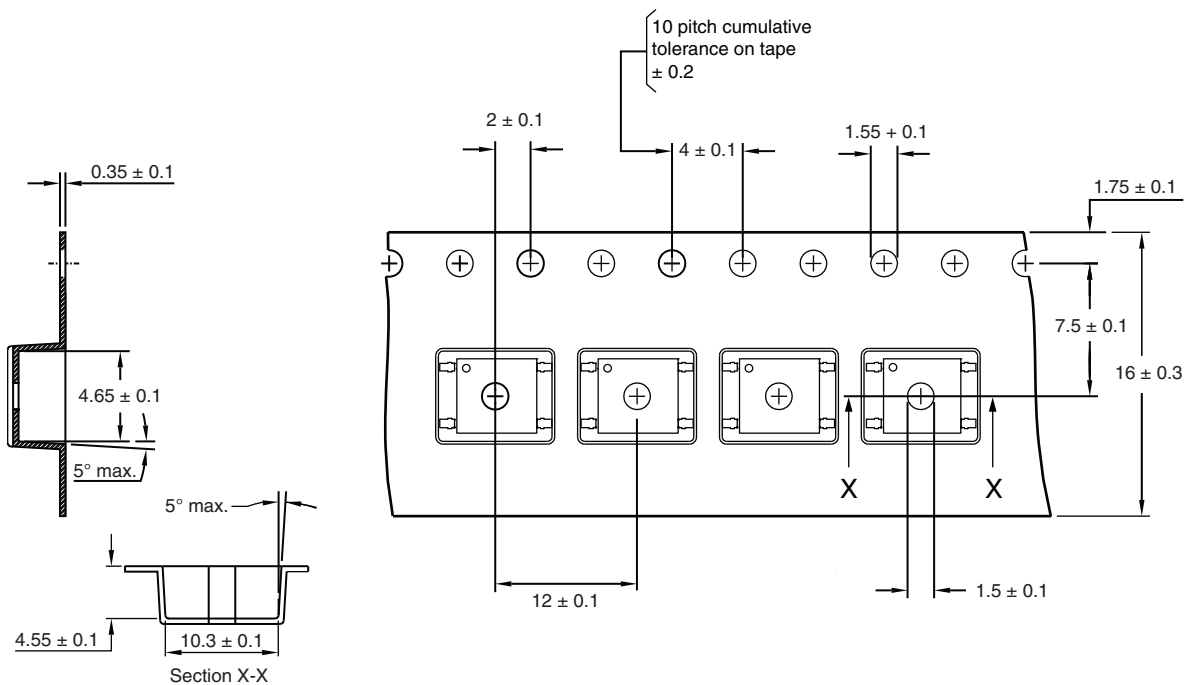 10 pitch cumulative
tolerance on tape
± 0.2
2 ± 0.1
4 ± 0.1
1.55 + 0.1
0.35 ± 0.1
1.75 ± 0.1
7.5 ± 0.1
16 ± 0.3
4.65 ± 0.1
5° max.
X
X
5° max.
12 ± 0.1
1.5 ± 0.1
4.55 ± 0.1
10.3 ± 0.1
Section X-X